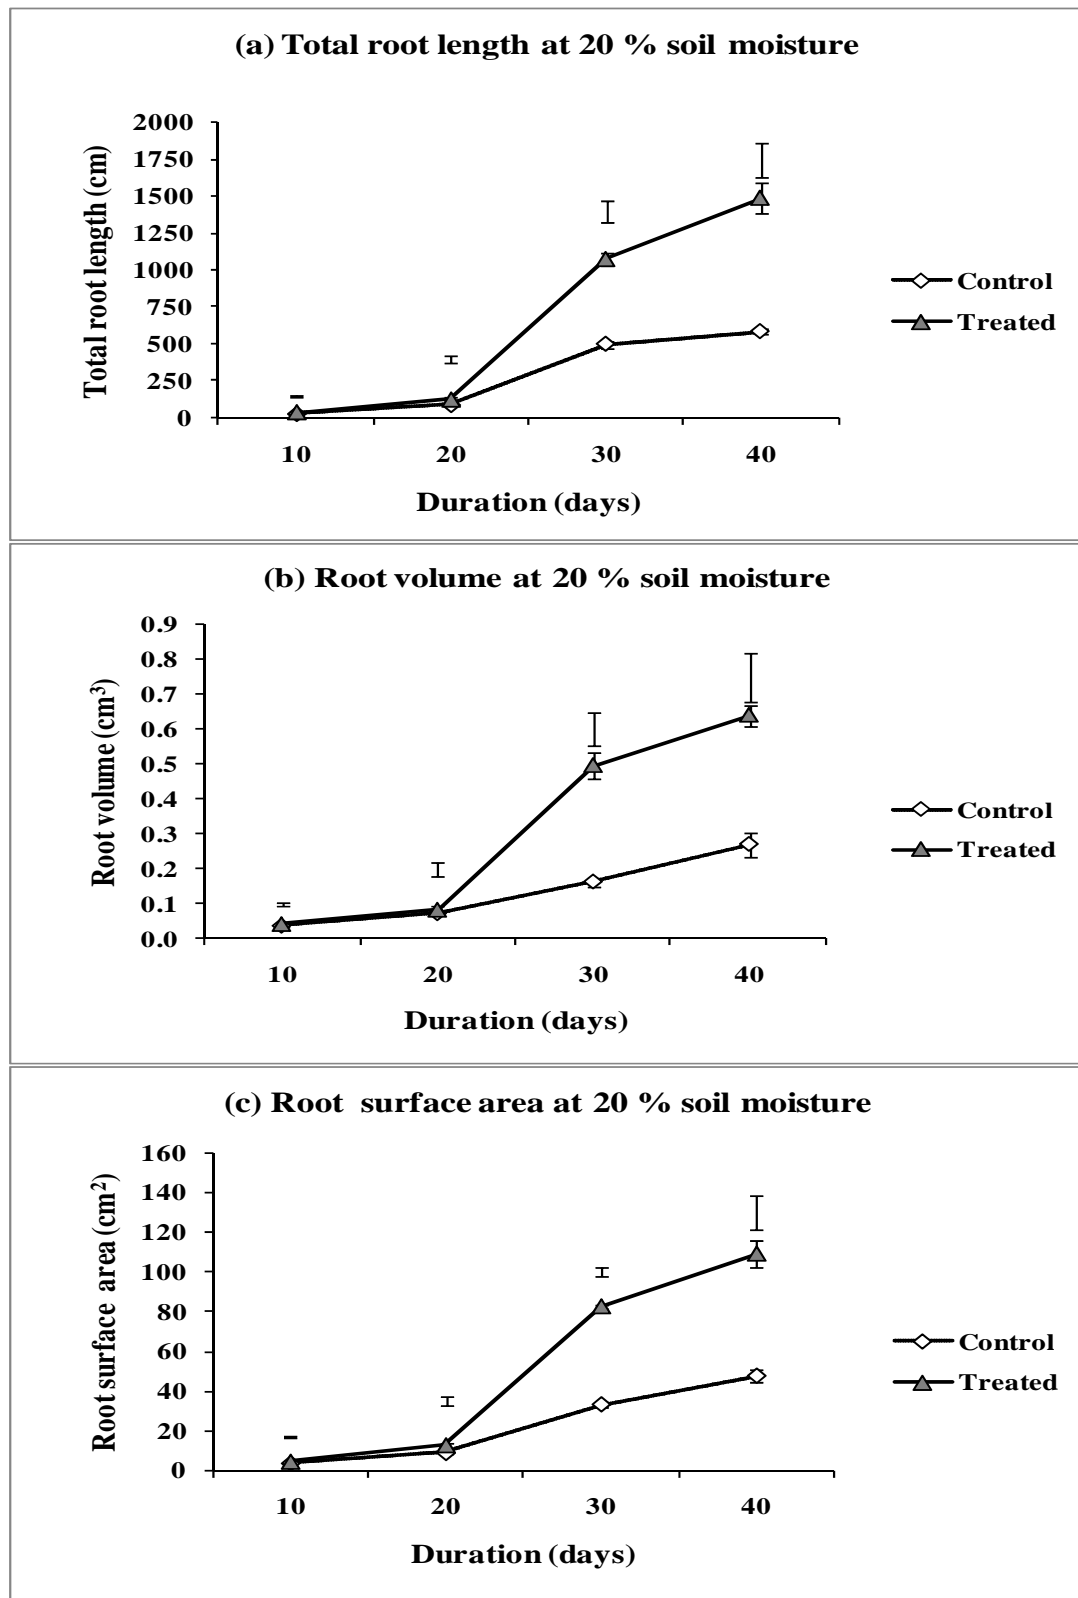 (a) Total root length at 20 % soil moisture
Total root length (cm)
2000
1750
1500
1250
1000
750
500
250
0
10 20 30 40
Duration (days)
Control
Treated
(b) Root volume at 20 % soil moisture
Root volume (cm³)
0.9
0.8
0.7
0.6
0.5
0.4
0.3
0.2
0.1
0.0
10 20 30 40
Duration (days)
Control
Treated
(c) Root surface area at 20 % soil moisture
Root surface area (cm²)
160
140
120
100
80
60
40
20
0
10 20 30 40
Duration (days)
Control
Treated